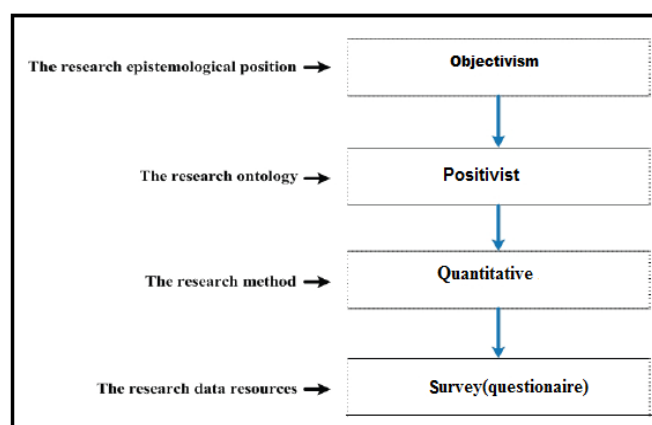 The research epistemological position
Objectivism
The research ontology
Positivist
The research method
Quantitative
The research data resources
Survey(questionaire)